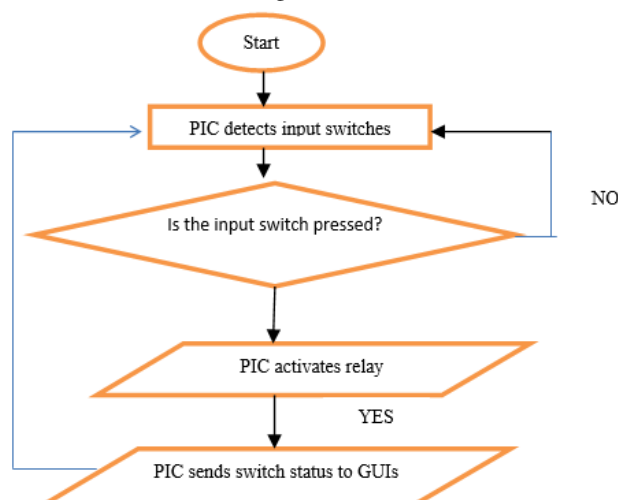 Start
PIC detects input switches
Is the input switch pressed?
NO
PIC activates relay
YES
PIC sends switch status to GUIs